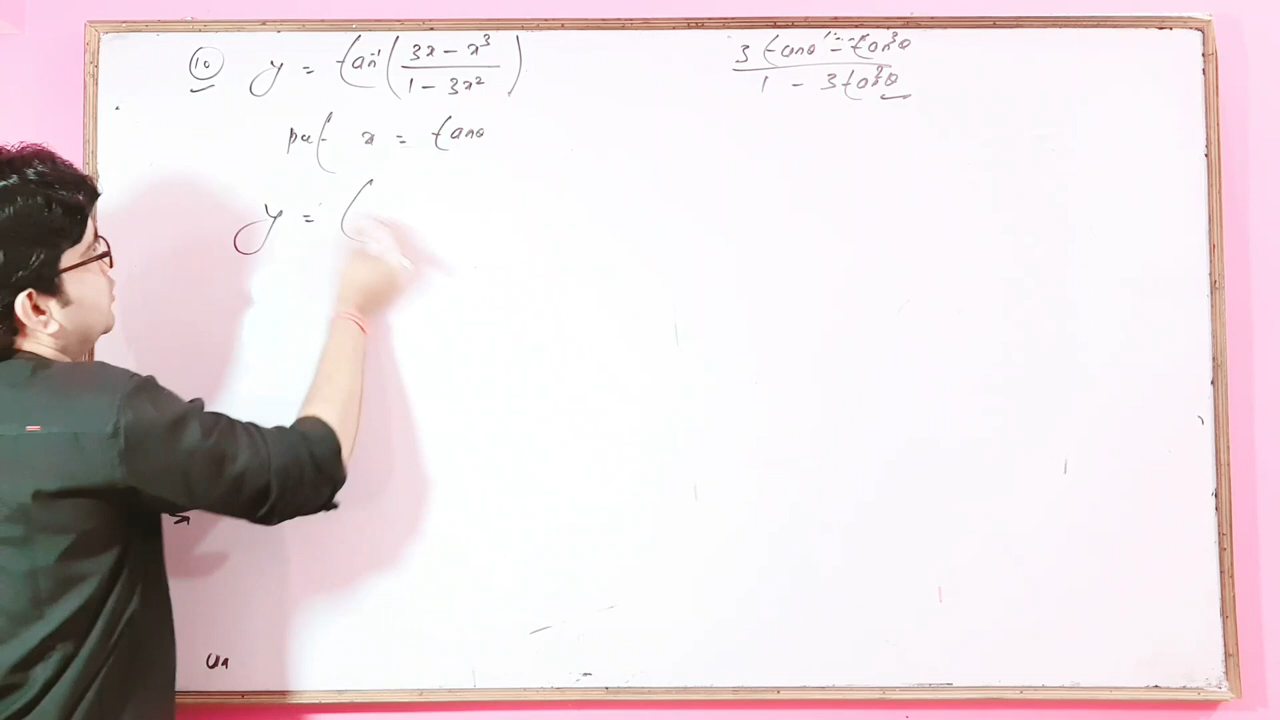 (10) y = tan⁻¹ ( (3x - x³) / (1 - 3x²) )
put x = tanθ
y = (
(3 tanθ - tan³θ) / (1 - 3tan²θ)